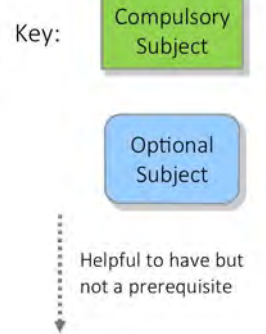 Key:
Compulsory
Subject
Optional
Subject
Helpful to have but
not a prerequisite